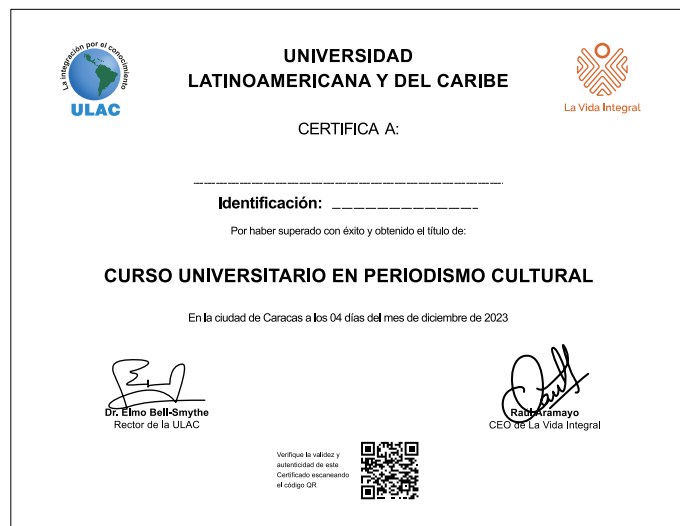 La integración por el conocimiento
ULAC
UNIVERSIDAD
LATINOAMERICANA Y DEL CARIBE
La Vida Integral
CERTIFICA A:
Identificación:
Por haber superado con éxito y obtenido el título de:
CURSO UNIVERSITARIO EN PERIODISMO CULTURAL
En la ciudad de Caracas a los 04 días del mes de diciembre de 2023
Dr. Elmo Bell-Smythe
Rector de la ULAC
Raúl Aramayo
CEO de La Vida Integral
Verifique la validez y
autenticidad de este
Certificado escaneando
el código QR